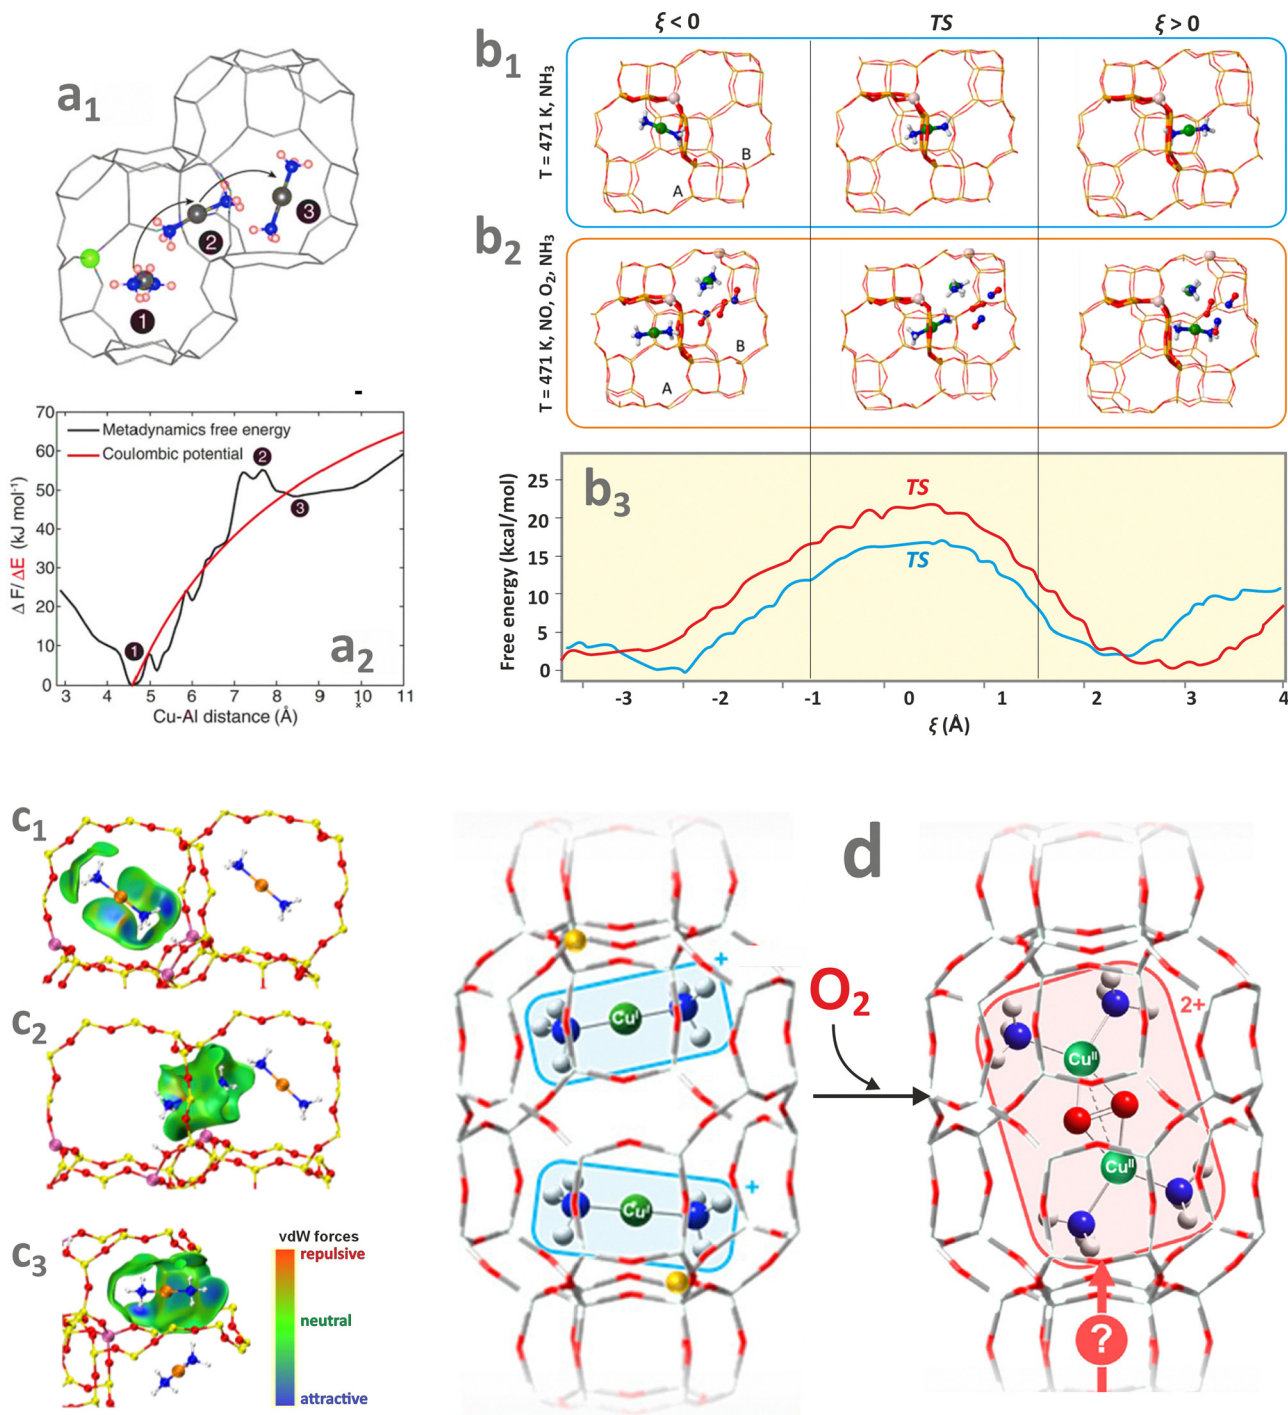 a1
1
2
3
ξ < 0
TS
ξ > 0
b1
T = 471 K, NH3
A
B
b2
T = 471 K, NO, O2, NH3
A
B
70
60
50
40
30
20
10
0
Δ F/ ΔE (kJ mol-1)
Metadynamics free energy
Coulombic potential
1
2
3
a2
3
4
5
6
7
8
9
10
11
Cu-Al distance (Å)
b3
25
20
15
10
5
0
Free energy (kcal/mol)
TS
TS
-3
-2
-1
0
1
2
3
4
ξ (Å)
c1
c2
c3
vdW forces
repulsive
neutral
attractive
d
+
CuI
+
CuI
O2
2+
CuII
CuII
?